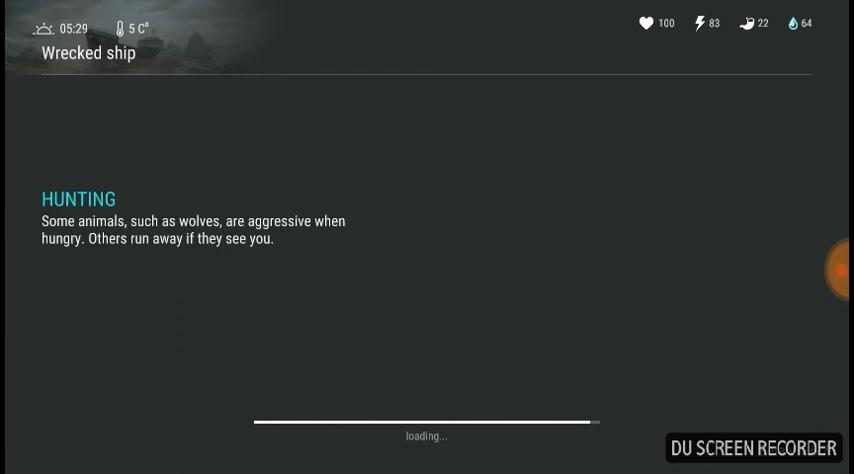 05:29 5 Cº 100 83 22 64
Wrecked ship
HUNTING
Some animals, such as wolves, are aggressive when
hungry. Others run away if they see you.
loading...
DU SCREEN RECORDER